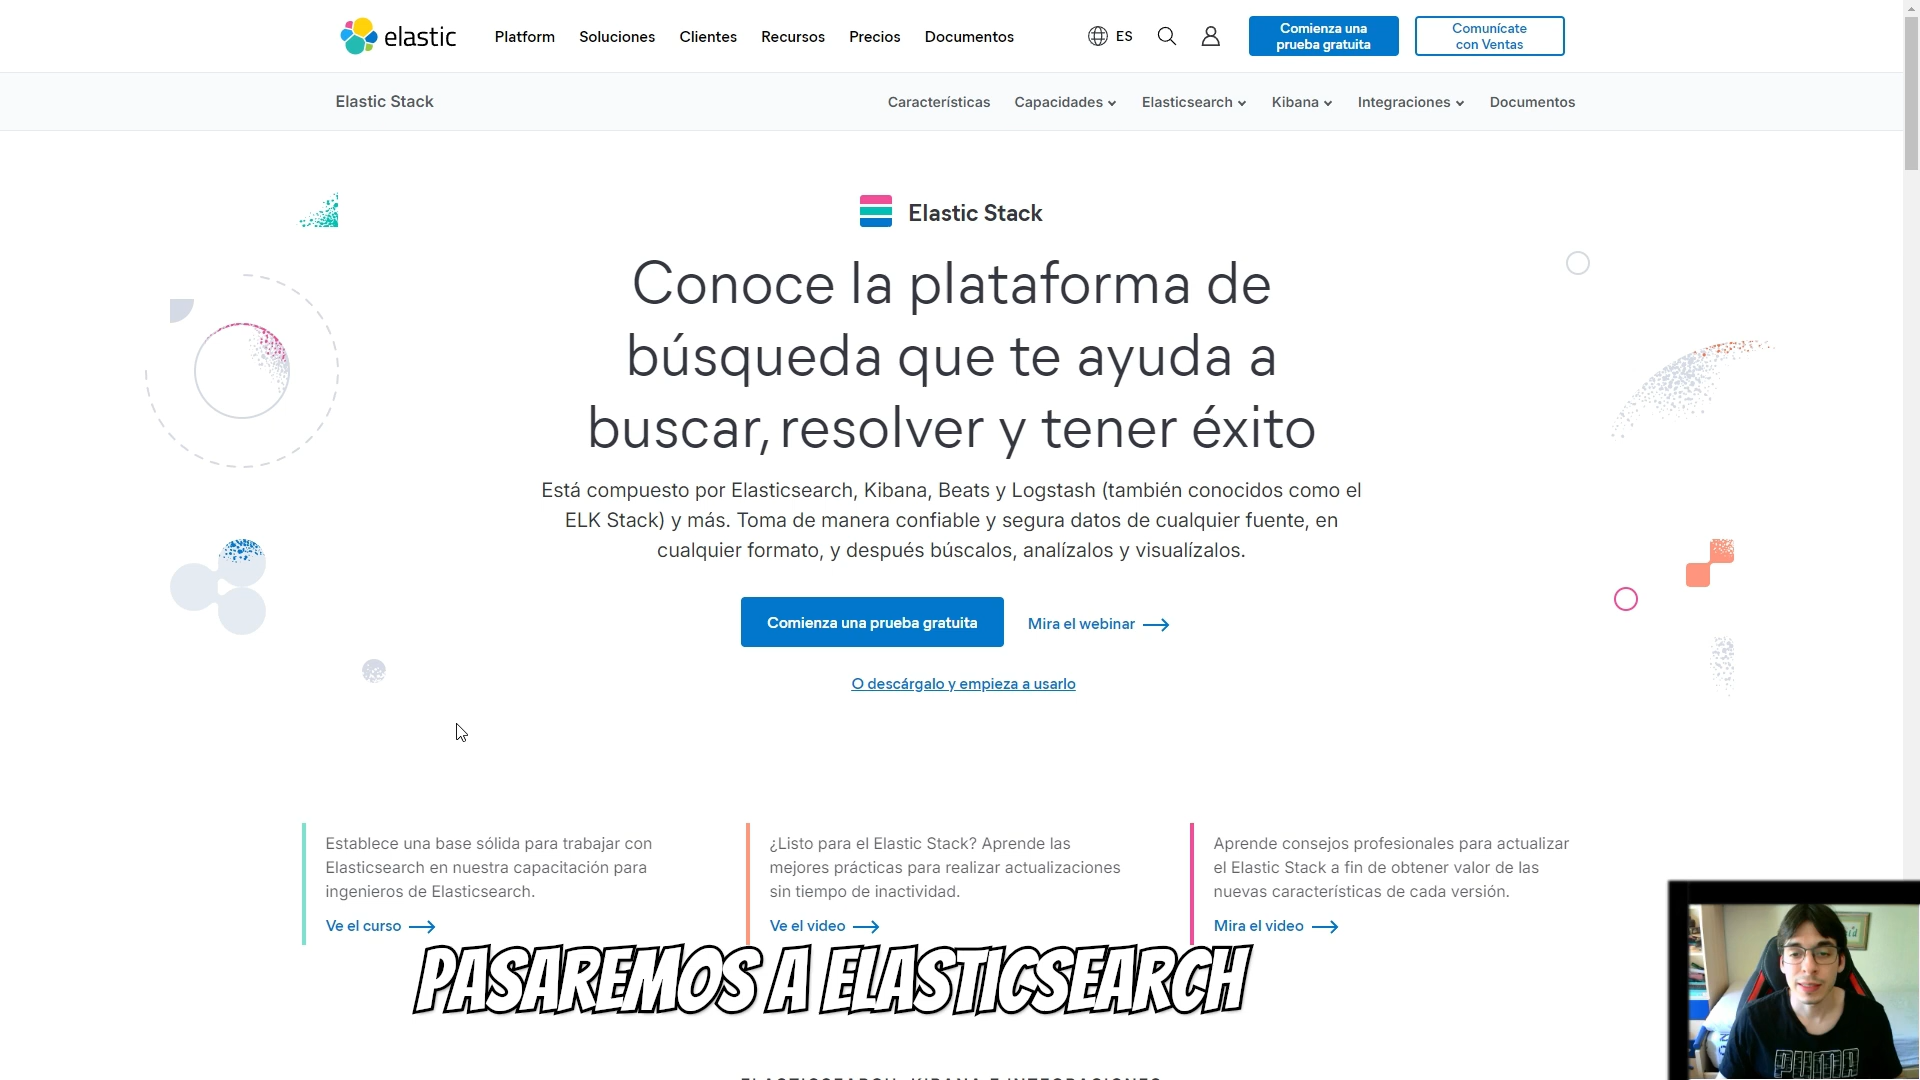 elastic
Platform
Soluciones
Clientes
Recursos
Precios
Documentos
ES
Comienza una
prueba gratuita
Comunícate
con Ventas
Elastic Stack
Características
Capacidades
Elasticsearch
Kibana
Integraciones
Documentos
Elastic Stack
Conoce la plataforma de
búsqueda que te ayuda a
buscar, resolver y tener éxito
Está compuesto por Elasticsearch, Kibana, Beats y Logstash (también conocidos como el
ELK Stack) y más. Toma de manera confiable y segura datos de cualquier fuente, en
cualquier formato, y después búscalos, analízalos y visualízalos.
Comienza una prueba gratuita
Mira el webinar
O descárgalo y empieza a usarlo
Establece una base sólida para trabajar con
Elasticsearch en nuestra capacitación para
ingenieros de Elasticsearch.
Ve el curso
¿Listo para el Elastic Stack? Aprende las
mejores prácticas para realizar actualizaciones
sin tiempo de inactividad.
Ve el video
Aprende consejos profesionales para actualizar
el Elastic Stack a fin de obtener valor de las
nuevas características de cada versión.
Mira el video
PASAREMOS A ELASTICSEARCH
ELASTICSEARCH, KIBANA E INTEGRACIONES
PUMA